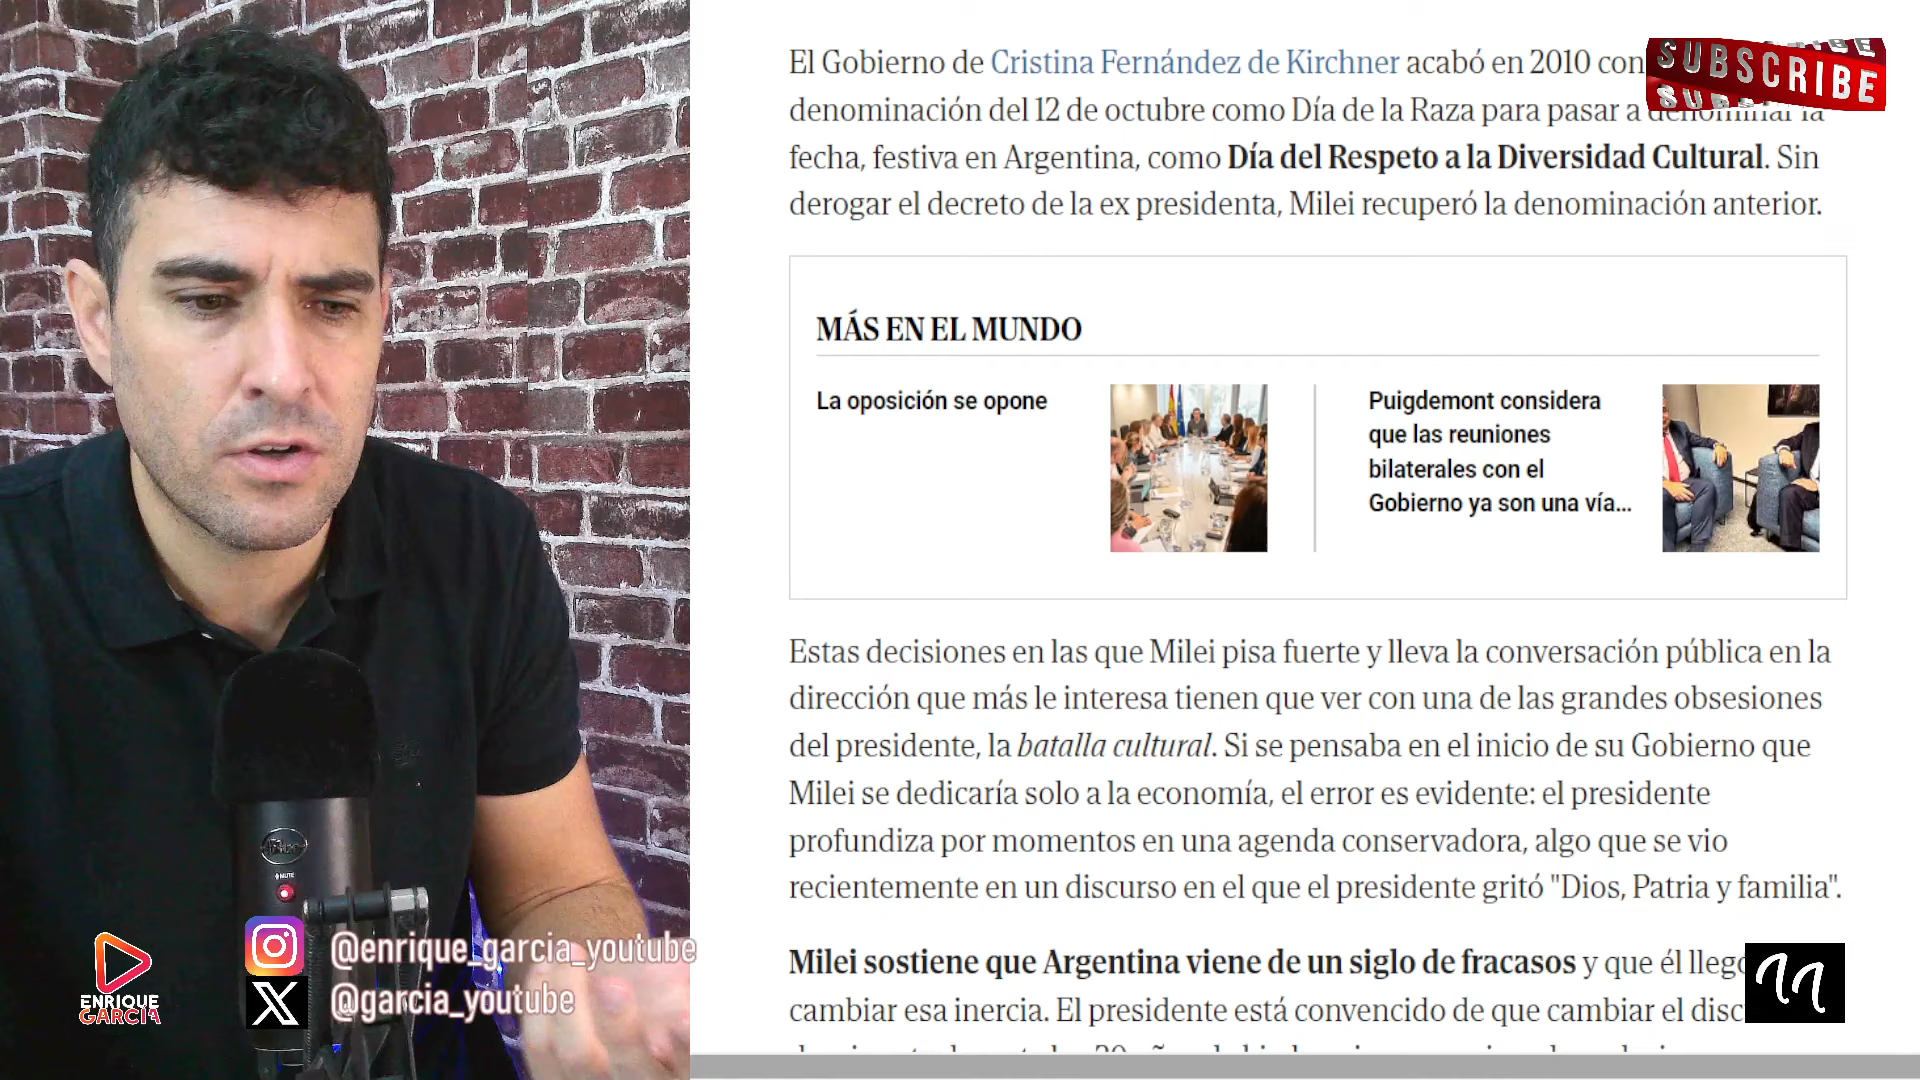 El Gobierno de Cristina Fernández de Kirchner acabó en 2010 con
denominación del 12 de octubre como Día de la Raza para pasar a denominar la
fecha, festiva en Argentina, como Día del Respeto a la Diversidad Cultural. Sin
derogar el decreto de la ex presidenta, Milei recuperó la denominación anterior.
SUBSCRIBE
MÁS EN EL MUNDO
La oposición se opone
Puigdemont considera
que las reuniones
bilaterales con el
Gobierno ya son una vía...
Estas decisiones en las que Milei pisa fuerte y lleva la conversación pública en la
dirección que más le interesa tienen que ver con una de las grandes obsesiones
del presidente, la batalla cultural. Si se pensaba en el inicio de su Gobierno que
Milei se dedicaría solo a la economía, el error es evidente: el presidente
profundiza por momentos en una agenda conservadora, algo que se vio
recientemente en un discurso en el que el presidente gritó "Dios, Patria y familia".
Milei sostiene que Argentina viene de un siglo de fracasos y que él llegó
cambiar esa inercia. El presidente está convencido de que cambiar el disc
MUTE
@enrique_garcia_youtube
@garcia_youtube
ENRIQUE
GARCIA